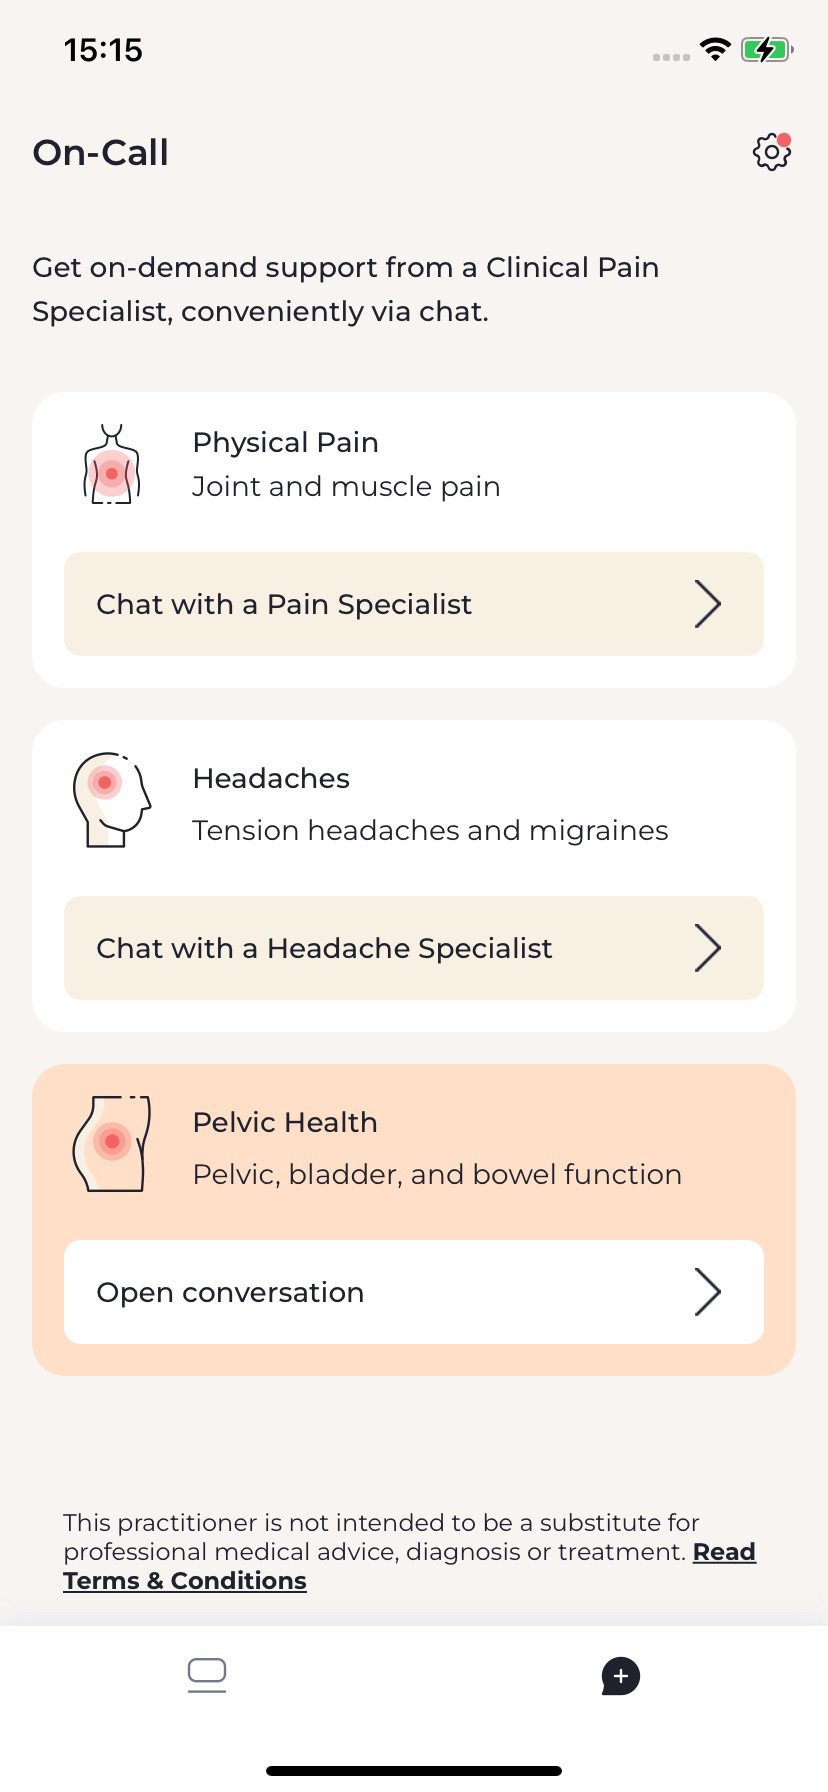 15:15
On-Call
Get on-demand support from a Clinical Pain
Specialist, conveniently via chat.
Physical Pain
Joint and muscle pain
Chat with a Pain Specialist
Headaches
Tension headaches and migraines
Chat with a Headache Specialist
Pelvic Health
Pelvic, bladder, and bowel function
Open conversation
This practitioner is not intended to be a substitute for
professional medical advice, diagnosis or treatment. Read
Terms & Conditions